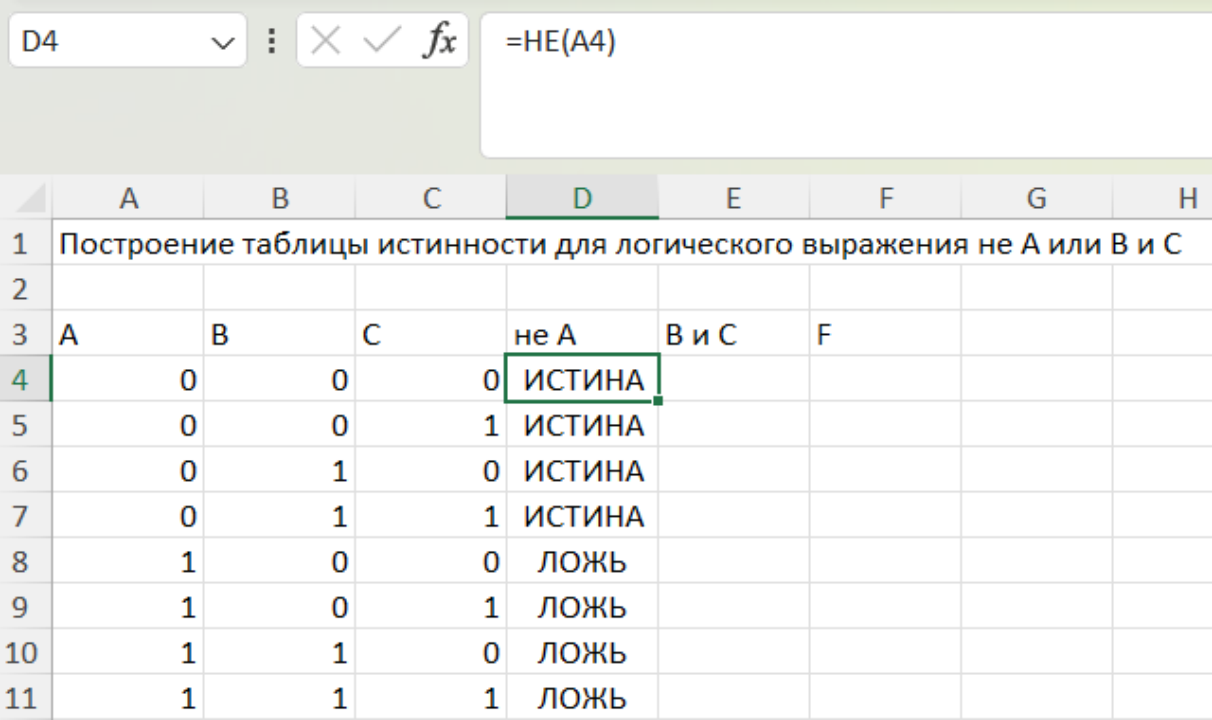 D4 fx =НЕ(A4)
A B C D E F G H
1 Построение таблицы истинности для логического выражения не А или В и С
2
3 A B C не А В и С F
4 0 0 0 ИСТИНА
5 0 0 1 ИСТИНА
6 0 1 0 ИСТИНА
7 0 1 1 ИСТИНА
8 1 0 0 ЛОЖЬ
9 1 0 1 ЛОЖЬ
10 1 1 0 ЛОЖЬ
11 1 1 1 ЛОЖЬ